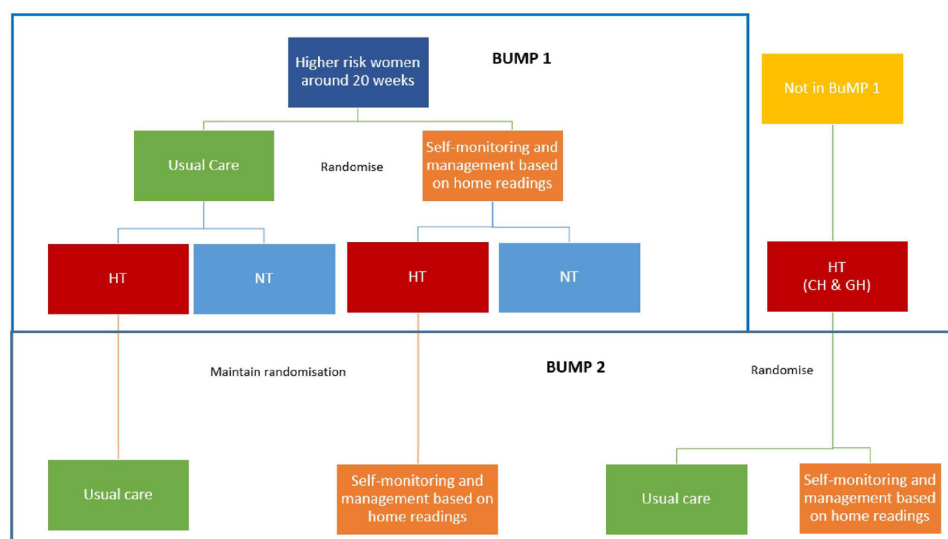 BUMP 1
Higher risk women
around 20 weeks
Not in BuMP 1
Usual Care
Randomise
Self-monitoring and
management based
on home readings
HT
NT
HT
NT
HT
(CH & GH)
Maintain randomisation
BUMP 2
Randomise
Usual care
Self-monitoring and
management based on
home readings
Usual care
Self-monitoring and
management based
on home readings